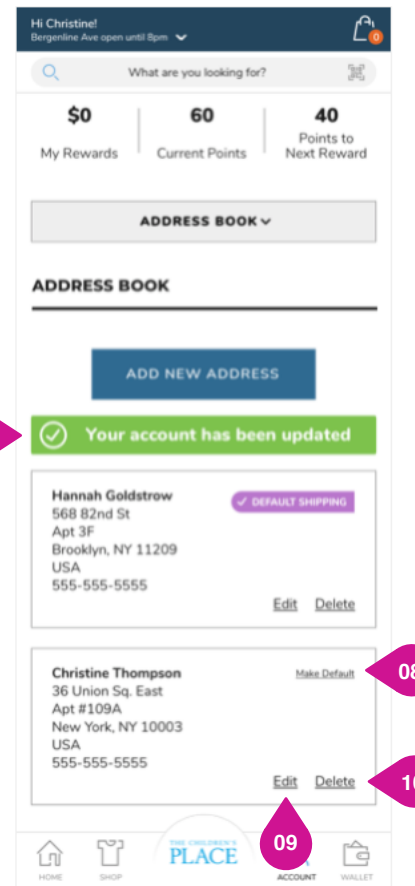 Hi Christine!
Bergenline Ave open until 8pm
0
What are you looking for?
$0
My Rewards
60
Current Points
40
Points to
Next Reward
ADDRESS BOOK
ADDRESS BOOK
ADD NEW ADDRESS
Your account has been updated
Hannah Goldstrow
DEFAULT SHIPPING
568 82nd St
Apt 3F
Brooklyn, NY 11209
USA
555-555-5555
Edit Delete
Christine Thompson
Make Default
08
36 Union Sq. East
Apt #109A
New York, NY 10003
USA
555-555-5555
Edit Delete
10
09
HOME
SHOP
THE CHILDREN'S
PLACE
ACCOUNT
WALLET